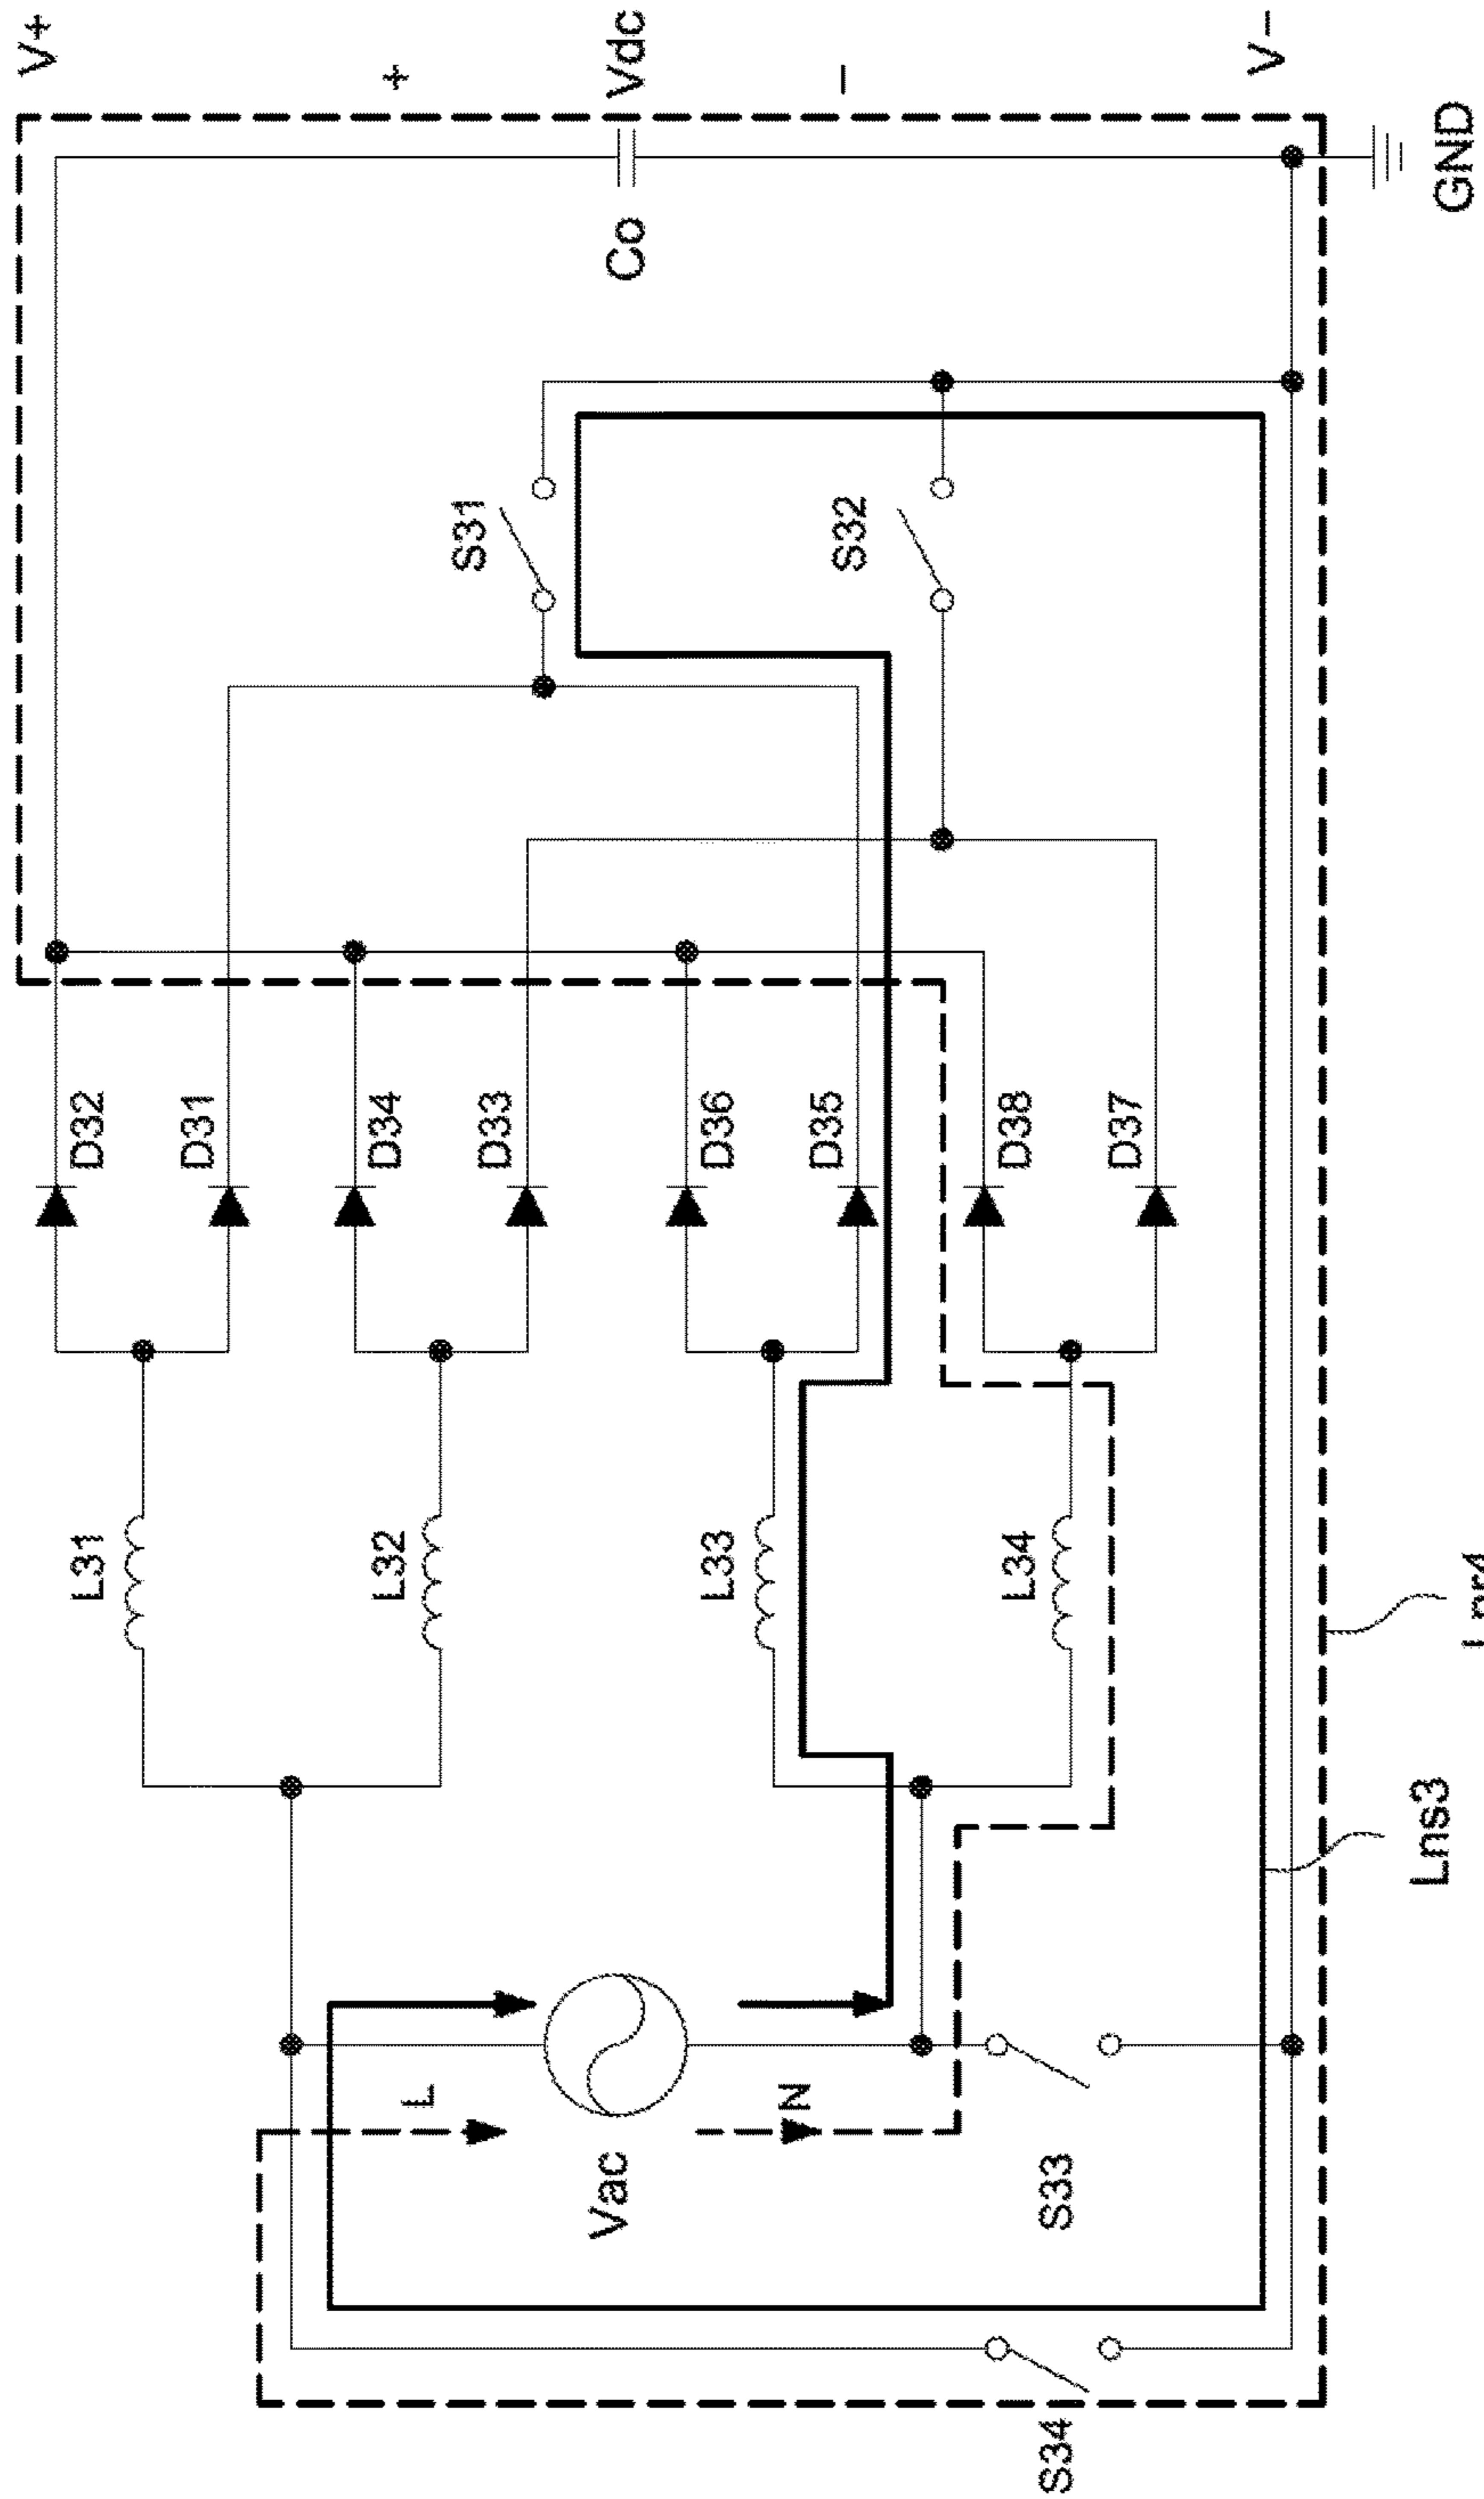 V+
+
Vdc
−
V−
GND
Co
S31
S32
D32
D31
D34
D33
D36
D35
D38
D37
L31
L32
L33
L34
Lns3
L
N
Vac
S33
S34